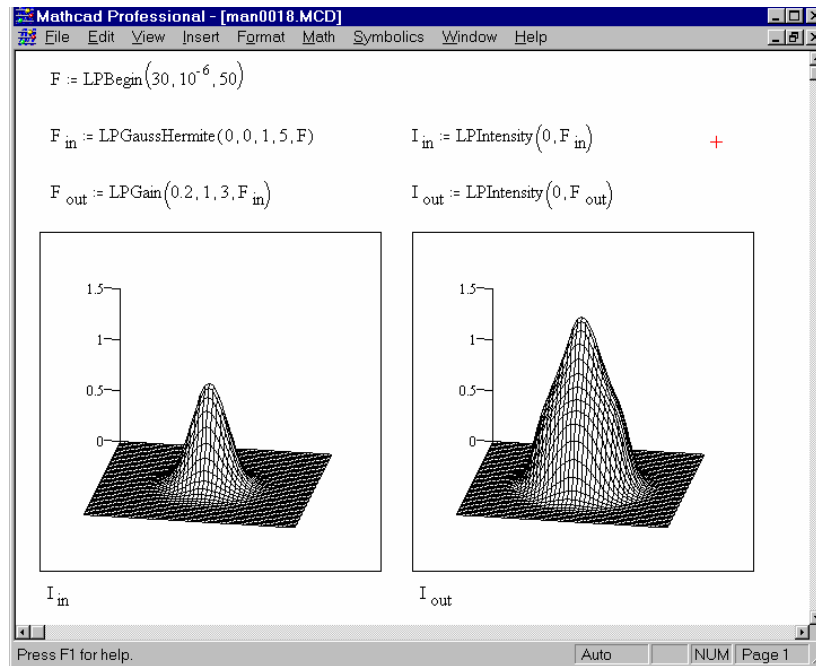 Mathcad Professional - [man0018.MCD]
File Edit View Insert Format Math Symbolics Window Help
F := LPBegin(30, 10⁻⁶, 50)
F in := LPGaussHermite(0, 0, 1, 5, F) I in := LPIntensity(0, F in)
F out := LPGain(0.2, 1, 3, F in) I out := LPIntensity(0, F out)
1.5 1.5
1 1
0.5 0.5
0 0
I in I out
Press F1 for help. Auto NUM Page 1